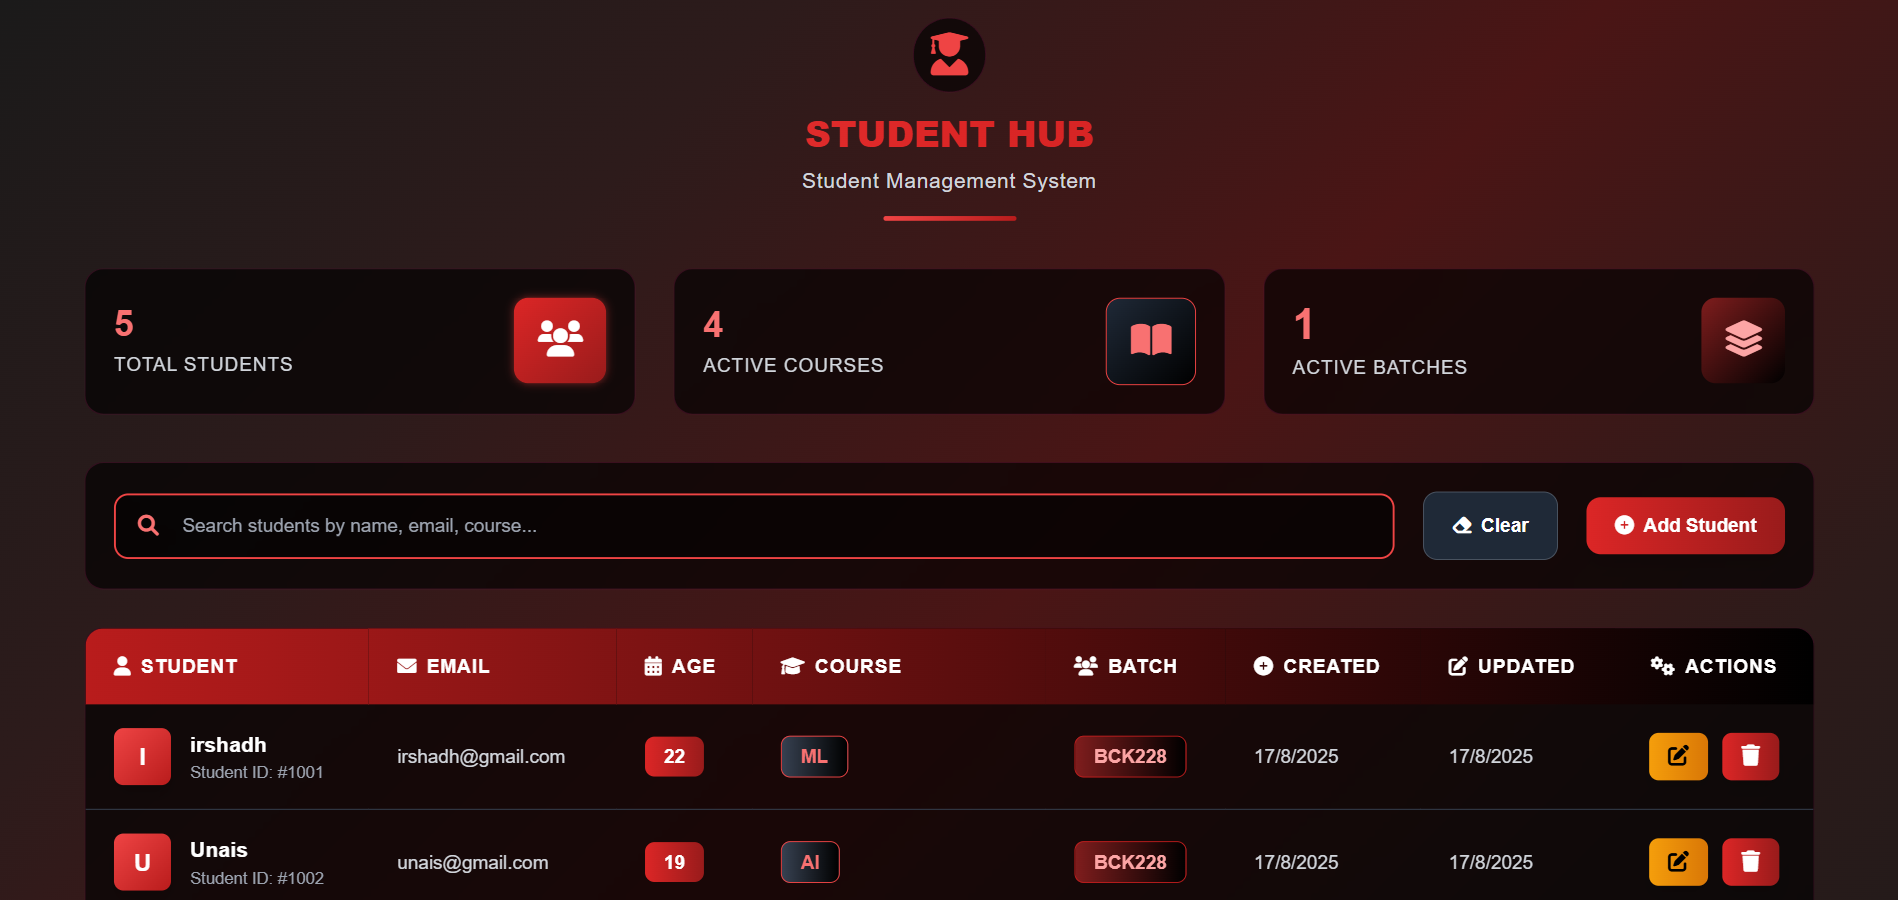 STUDENT HUB
Student Management System
5
TOTAL STUDENTS
4
ACTIVE COURSES
1
ACTIVE BATCHES
Search students by name, email, course...
Clear
Add Student
STUDENT EMAIL AGE COURSE BATCH CREATED UPDATED ACTIONS
I
irshadh
Student ID: #1001
irshadh@gmail.com 22 ML BCK228 17/8/2025 17/8/2025
U
Unais
Student ID: #1002
unais@gmail.com 19 AI BCK228 17/8/2025 17/8/2025